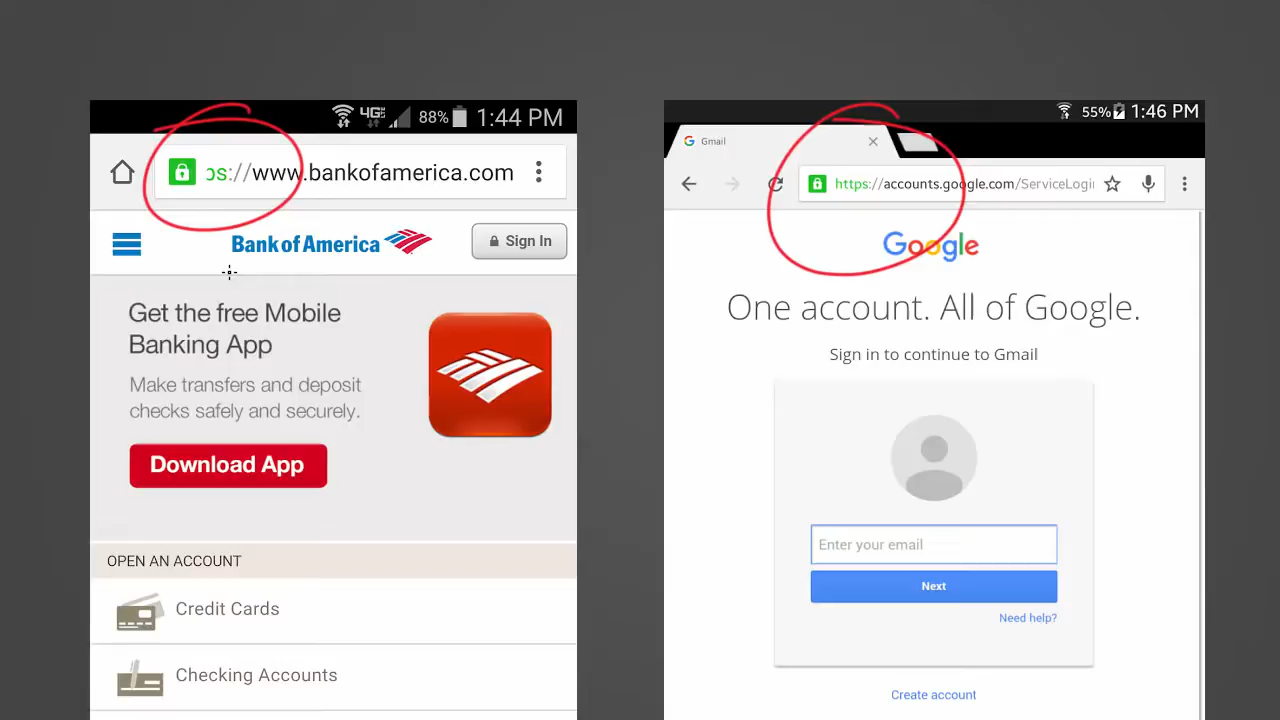 4G 88% 1:44 PM
ps://www.bankofamerica.com
Bank of America Sign In
Get the free Mobile
Banking App
Make transfers and deposit
checks safely and securely.
Download App
OPEN AN ACCOUNT
Credit Cards
Checking Accounts
55% 1:46 PM
G Gmail
https://accounts.google.com/ServiceLogin
Google
One account. All of Google.
Sign in to continue to Gmail
Enter your email
Next
Need help?
Create account